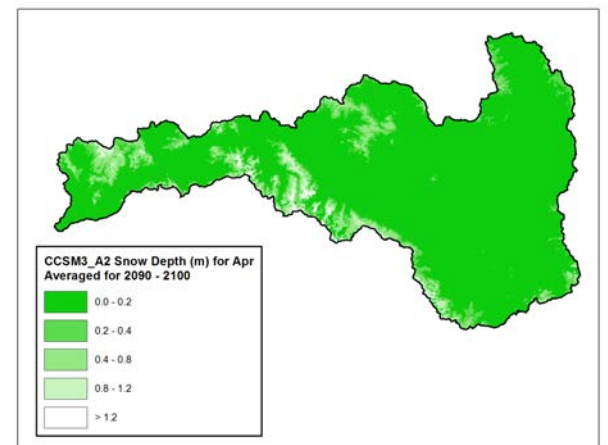 CCSM3_A2 Snow Depth (m) for Apr
Averaged for 2090 - 2100
0.0 - 0.2
0.2 - 0.4
0.4 - 0.8
0.8 - 1.2
> 1.2